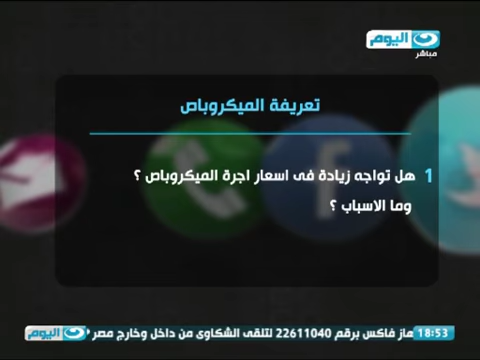 اليوم
مباشر
تعريفة الميكروباص
1 هل تواجه زيادة فى اسعار اجرة الميكروباص ؟
وما الاسباب ؟
هاز فاكس برقم 22611040 لتلقى الشكاوى من داخل وخارج مصر
اليوم
18:53